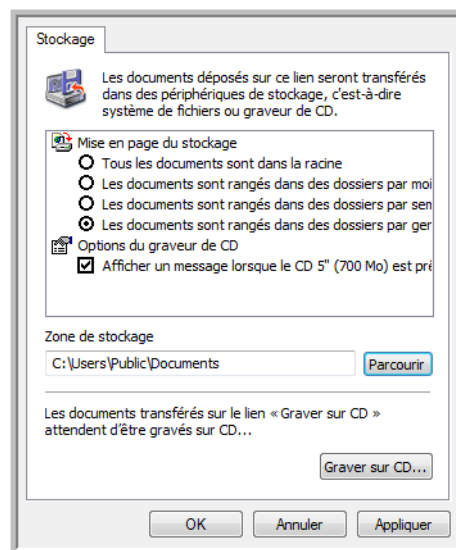 Stockage
Les documents déposés sur ce lien seront transférés
dans des périphériques de stockage, c'est-à-dire
système de fichiers ou graveur de CD.
Mise en page du stockage
Tous les documents sont dans la racine
Les documents sont rangés dans des dossiers par moi
Les documents sont rangés dans des dossiers par sem
Les documents sont rangés dans des dossiers par ger
Options du graveur de CD
Afficher un message lorsque le CD 5" (700 Mo) est pré
Zone de stockage
C:\Users\Public\Documents
Parcourir
Les documents transférés sur le lien « Graver sur CD »
attendent d'être gravés sur CD...
Graver sur CD...
OK Annuler Appliquer